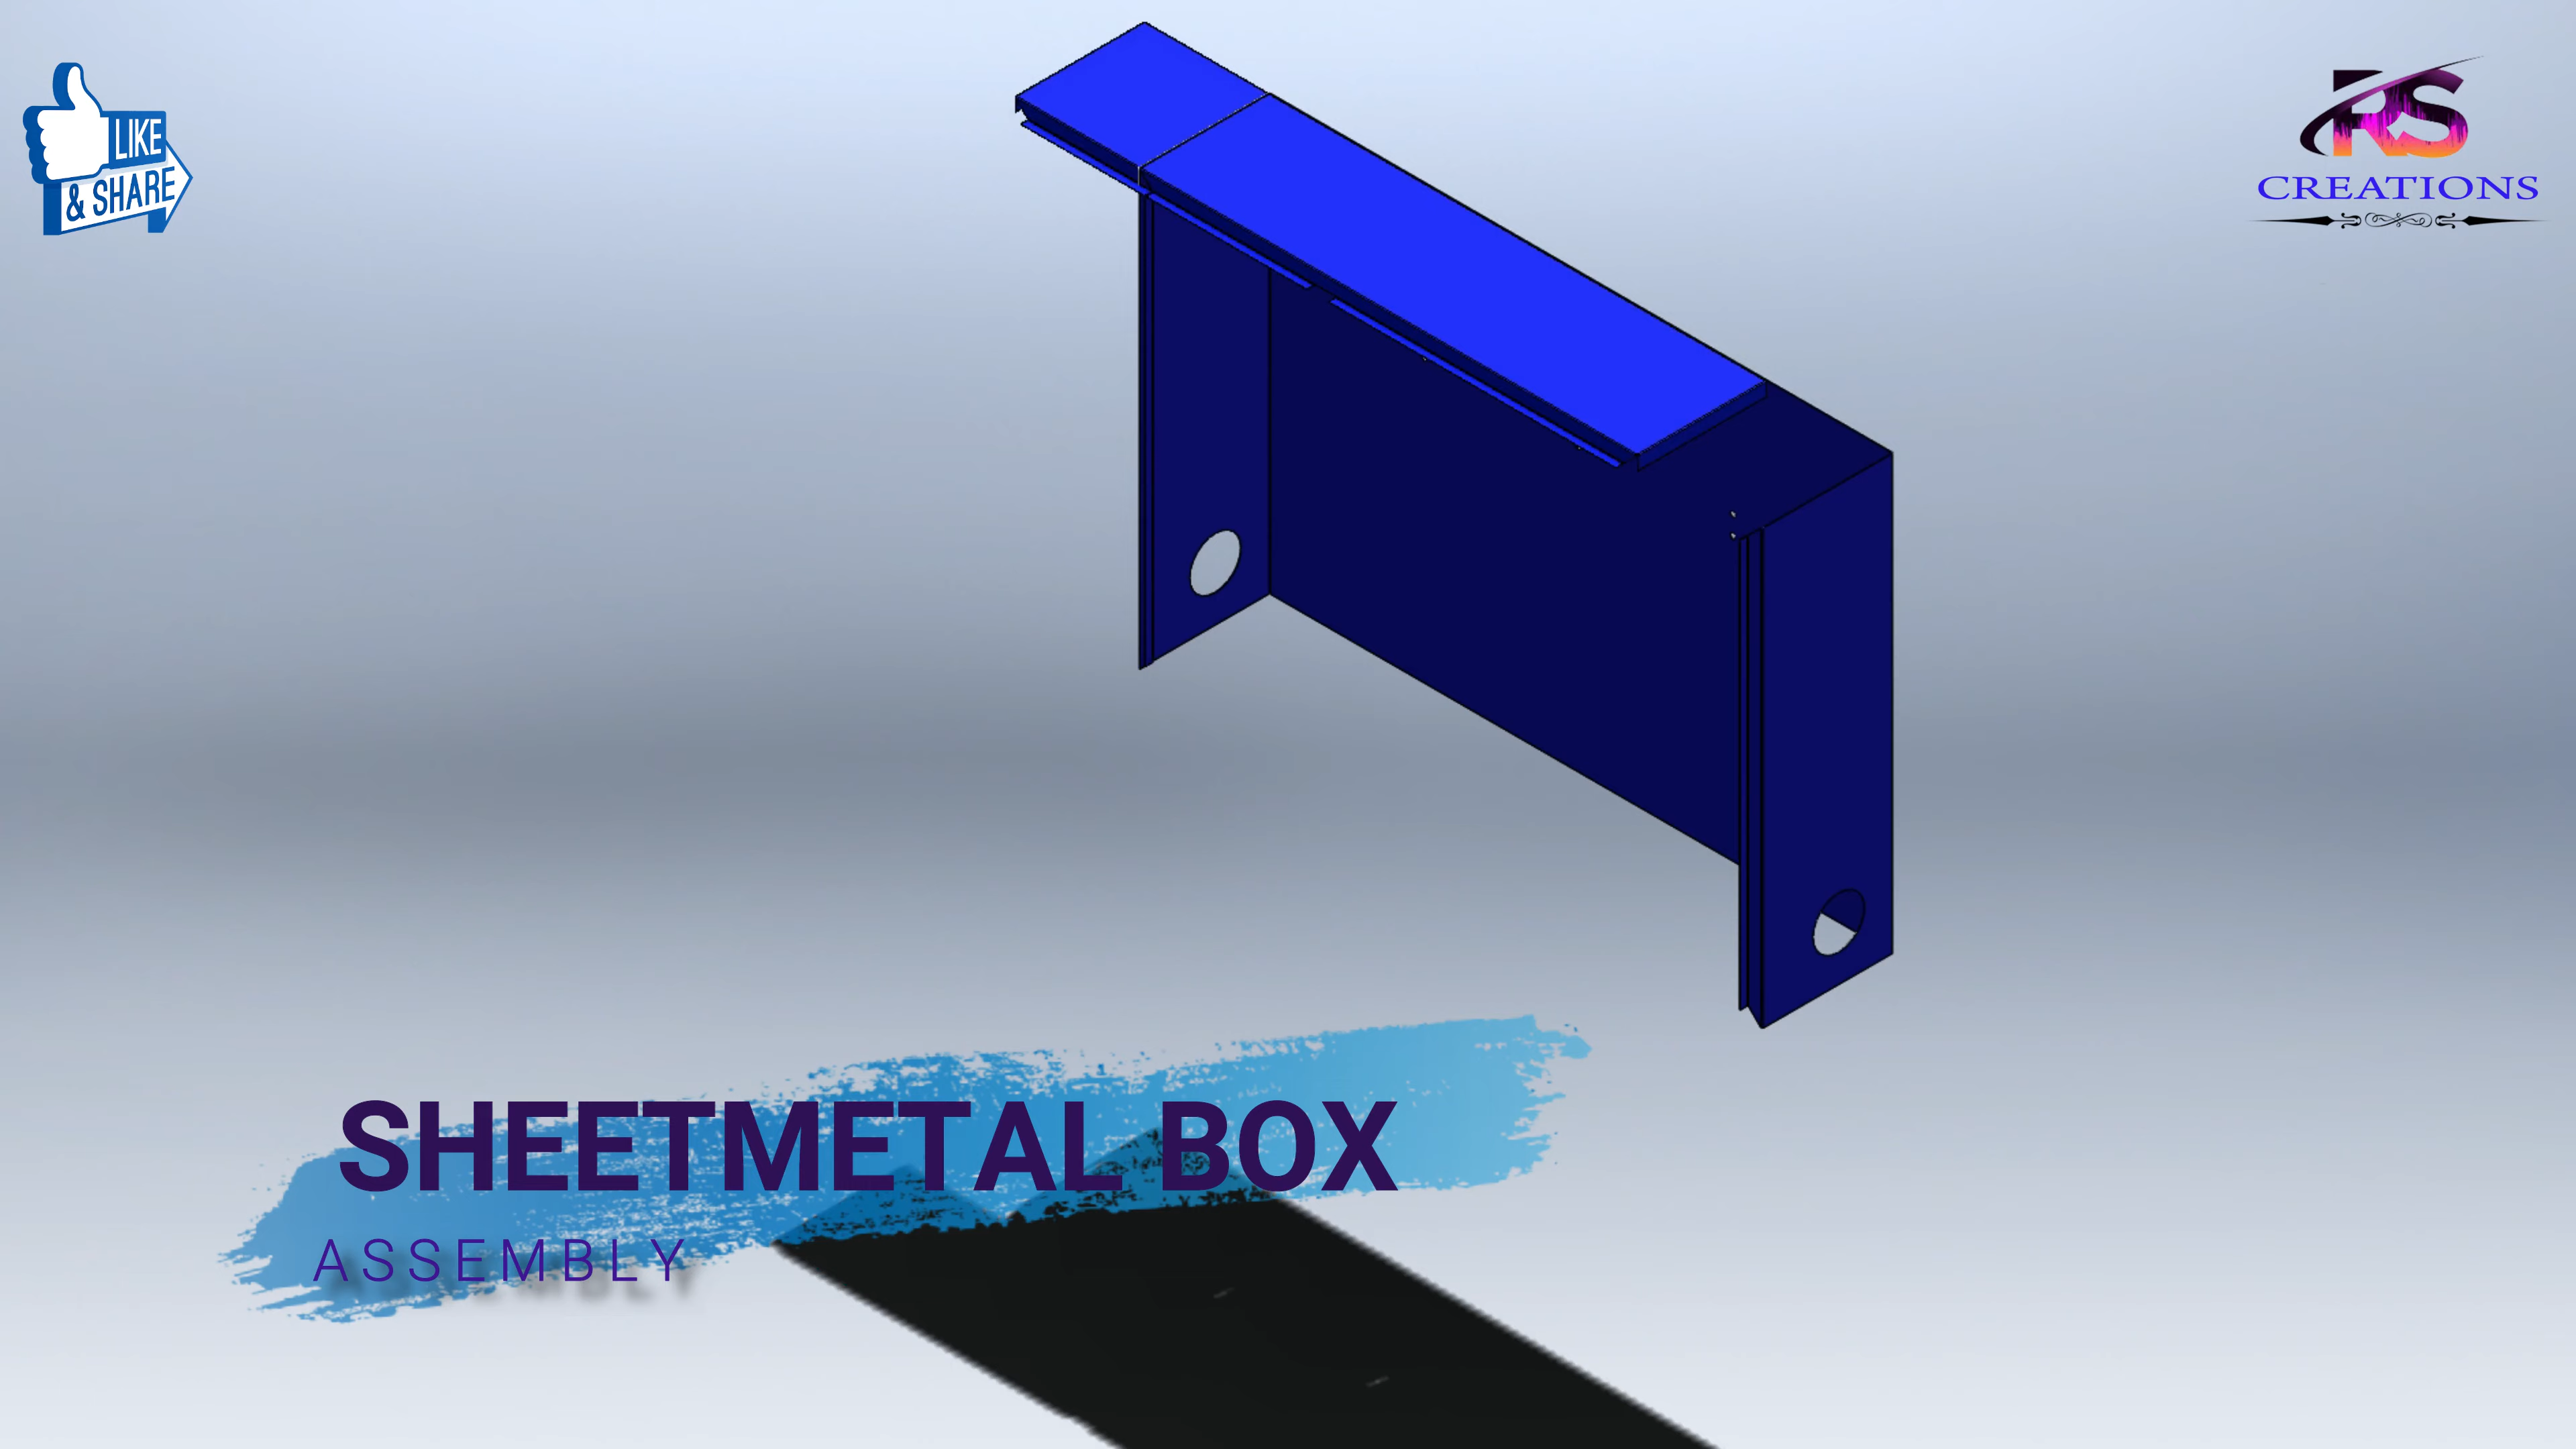 LIKE
& SHARE
RS
CREATIONS
SHEETMETAL BOX
ASSEMBLY